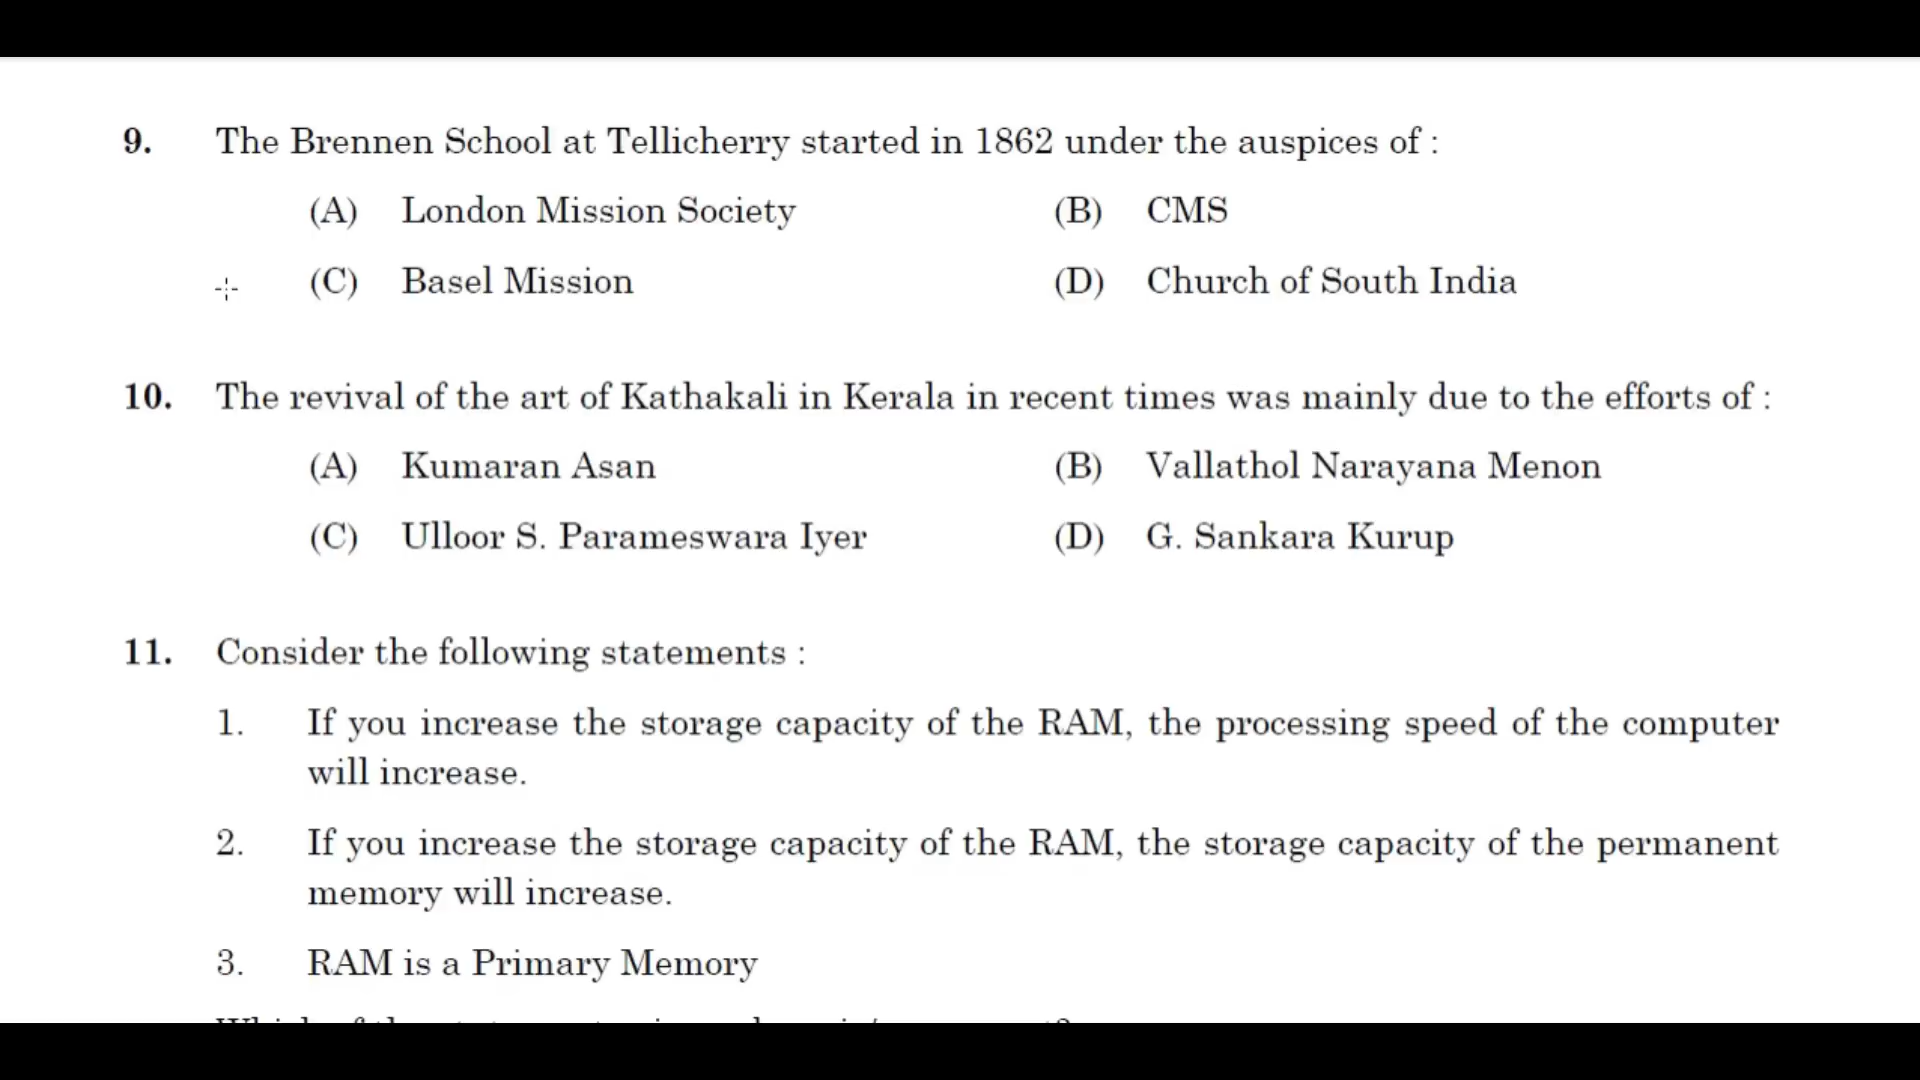 9. The Brennen School at Tellicherry started in 1862 under the auspices of :
(A) London Mission Society (B) CMS
(C) Basel Mission (D) Church of South India
10. The revival of the art of Kathakali in Kerala in recent times was mainly due to the efforts of :
(A) Kumaran Asan (B) Vallathol Narayana Menon
(C) Ulloor S. Parameswara Iyer (D) G. Sankara Kurup
11. Consider the following statements :
1. If you increase the storage capacity of the RAM, the processing speed of the computer
will increase.
2. If you increase the storage capacity of the RAM, the storage capacity of the permanent
memory will increase.
3. RAM is a Primary Memory